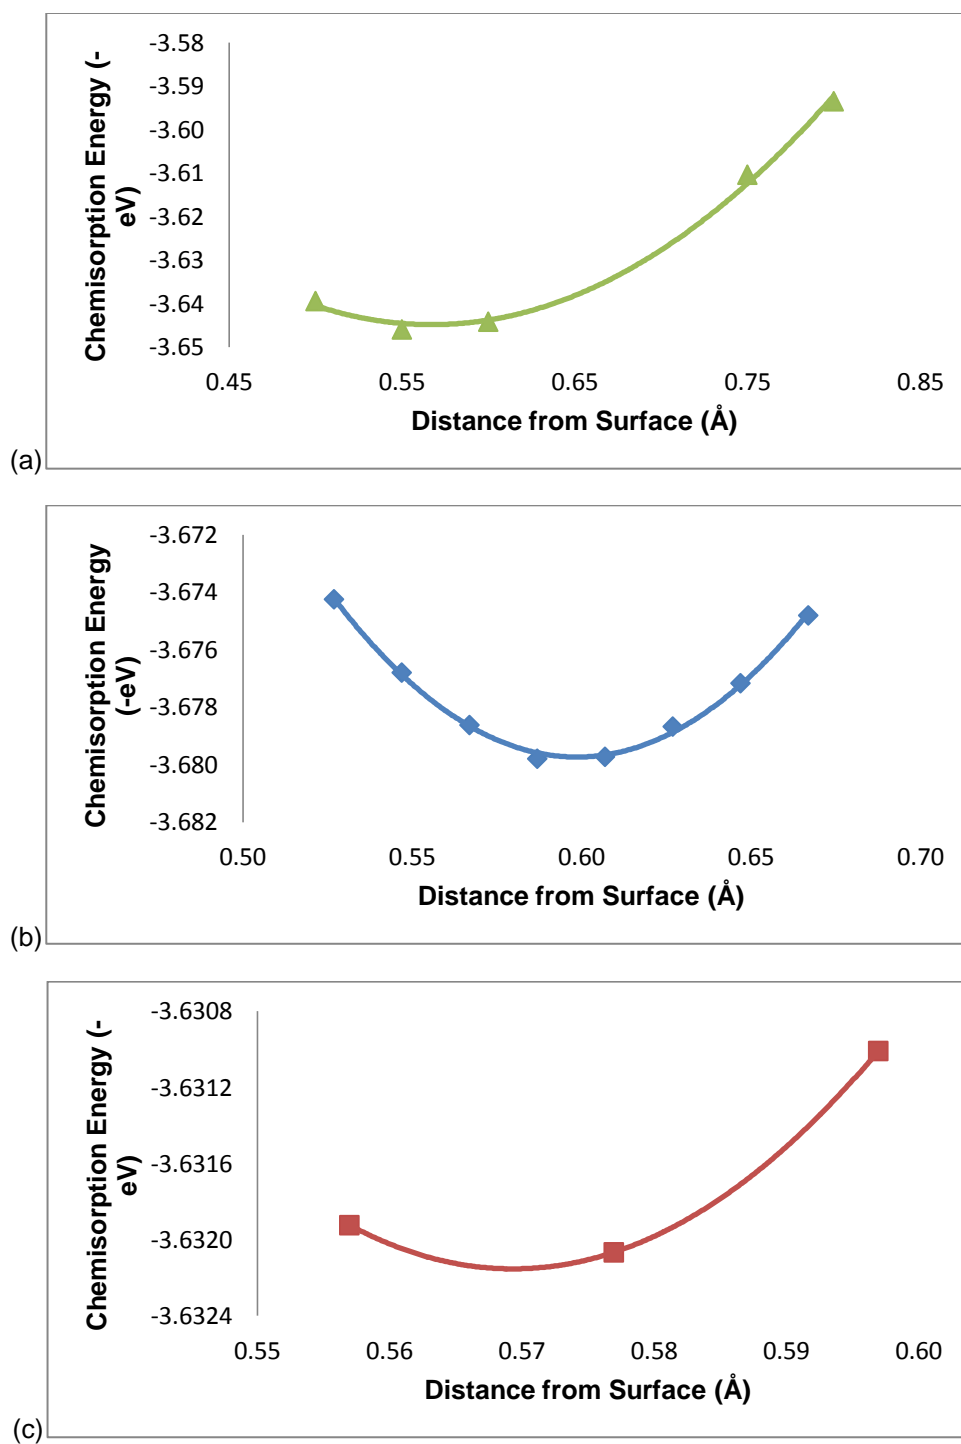 Chemisorption Energy (-
eV)
-3.58
-3.59
-3.60
-3.61
-3.62
-3.63
-3.64
-3.65
0.45 0.55 0.65 0.75 0.85
Distance from Surface (Å)
(a)
Chemisorption Energy
(-eV)
-3.672
-3.674
-3.676
-3.678
-3.680
-3.682
0.50 0.55 0.60 0.65 0.70
Distance from Surface (Å)
(b)
Chemisorption Energy (-
eV)
-3.6308
-3.6312
-3.6316
-3.6320
-3.6324
0.55 0.56 0.57 0.58 0.59 0.60
Distance from Surface (Å)
(c)